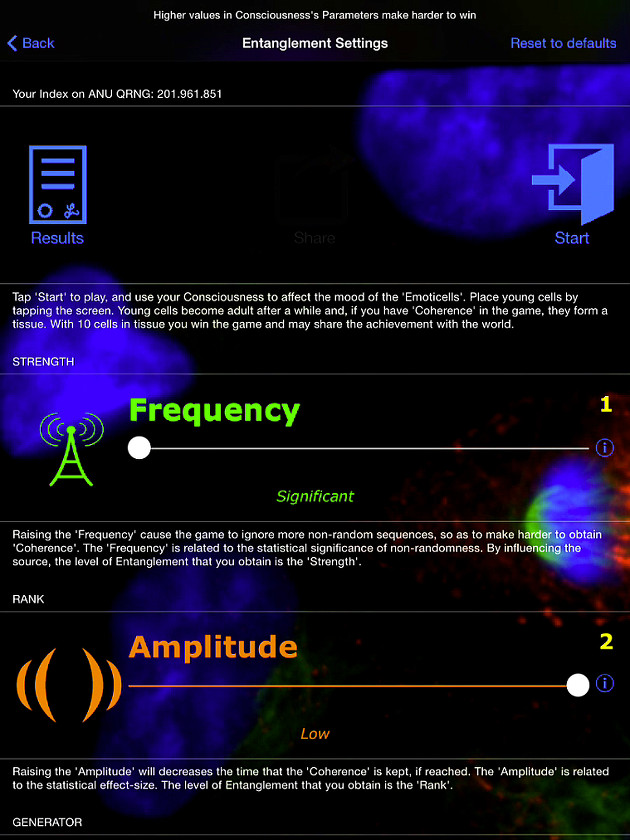 Higher values in Consciousness's Parameters make harder to win
Back
Entanglement Settings
Reset to defaults
Your Index on ANU QRNG: 201.961.851
Results
Share
Start
Tap 'Start' to play, and use your Consciousness to affect the mood of the 'Emoticells'. Place young cells by
tapping the screen. Young cells become adult after a while and, if you have 'Coherence' in the game, they form a
tissue. With 10 cells in tissue you win the game and may share the achievement with the world.
STRENGTH
Frequency
1
Significant
Raising the 'Frequency' cause the game to ignore more non-random sequences, so as to make harder to obtain
'Coherence'. The 'Frequency' is related to the statistical significance of non-randomness. By influencing the
source, the level of Entanglement that you obtain is the 'Strength'.
RANK
Amplitude
2
Low
Raising the 'Amplitude' will decreases the time that the 'Coherence' is kept, if reached. The 'Amplitude' is related
to the statistical effect-size. The level of Entanglement that you obtain is the 'Rank'.
GENERATOR